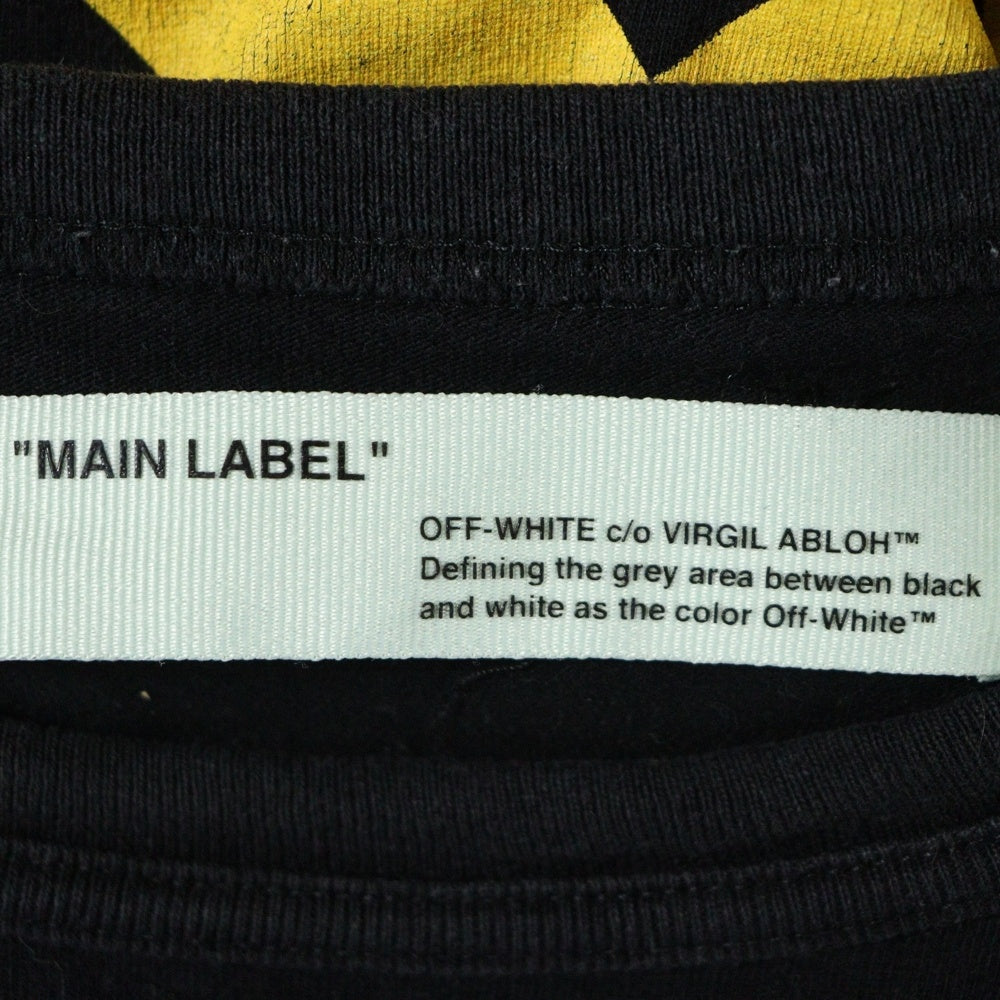 "MAIN LABEL"
OFF-WHITE c/o VIRGIL ABLOH™
Defining the grey area between black
and white as the color Off-White™